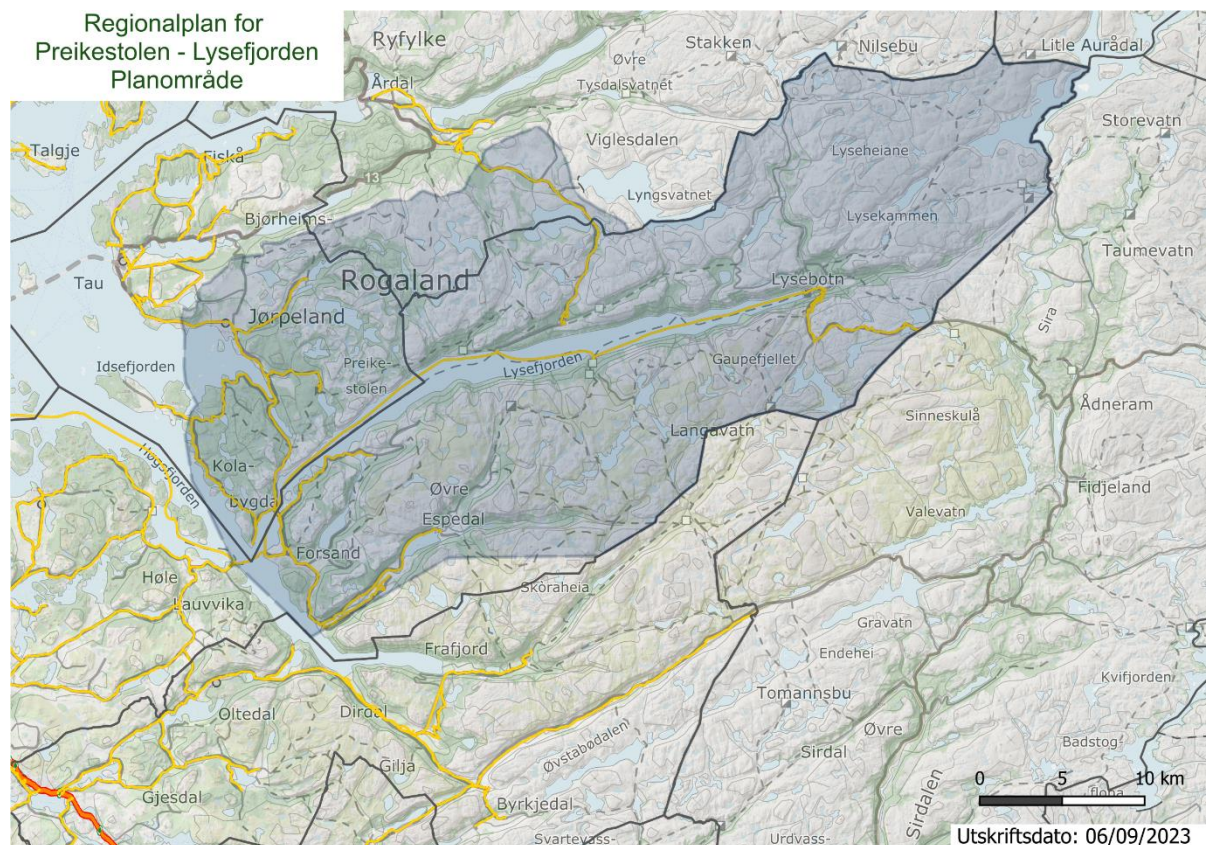 Regionalplan for
Preikestolen - Lysefjorden
Planområde
Ryfylke
Stakken
Nilsebu
Litle Aurådal
Øvre
Tysdalsvatnet
Årdal
Storevatn
Talgje
Fiskå
Viglesdalen
Lyseheiane
13
Lyngsvatnet
Bjørheims-
Lysekammen
Taumevatn
Rogaland
Tau
Lysebotn
Jørpeland
Sira
Idsefjorden
Preike-
stolen
Lysefjorden
Gaupefjellet
Ådneram
Sinneskulå
Langavatn
Høgsfjorden
Kola-
bygda
Øvre
Espedal
Fidjeland
Valevatn
Forsand
Høle
Skòraheia
Lauvvika
Gravatn
Frafjord
Endehei
Kvifjorden
Tomannsbu
Oltedal
Dirdal
Øvre
Sirdal
Badstog-
Øvstabødalen
Gilja
0 5 10 km
Gjesdal
Byrkjedal
Sirdalen
Svartevass-
Urdvass-
Utskriftsdato: 06/09/2023